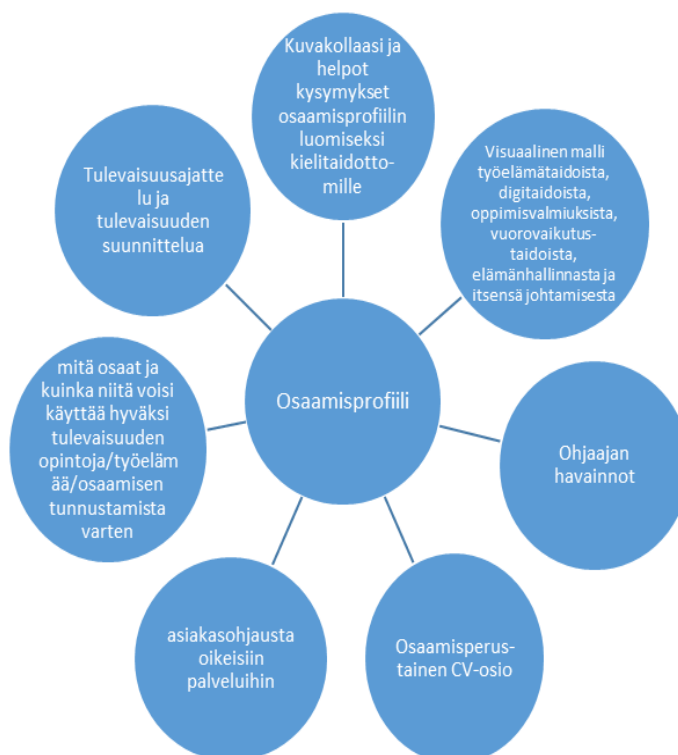 Kuvakollaasi ja
helpot
kysymykset
osaamisprofiilin
luomiseksi
kielitaidotto-
mille
Visuaalinen malli
työelämätaidoista,
digitaidoista,
oppimisvalmiuksista,
vuorovaikutus-
taidoista,
elämänhallinnasta ja
itsensä johtamisesta
Ohjaajan
havainnot
Osaamisperus-
tainen CV-osio
asiakasohjausta
oikeisiin
palveluihin
mitä osaat ja
kuinka niitä voisi
käyttää hyväksi
tulevaisuuden
opintoja/työeläm
ää/osaamisen
tunnustamista
varten
Tulevaisuusajatte
lu ja
tulevaisuuden
suunnittelua
Osaamisprofiili